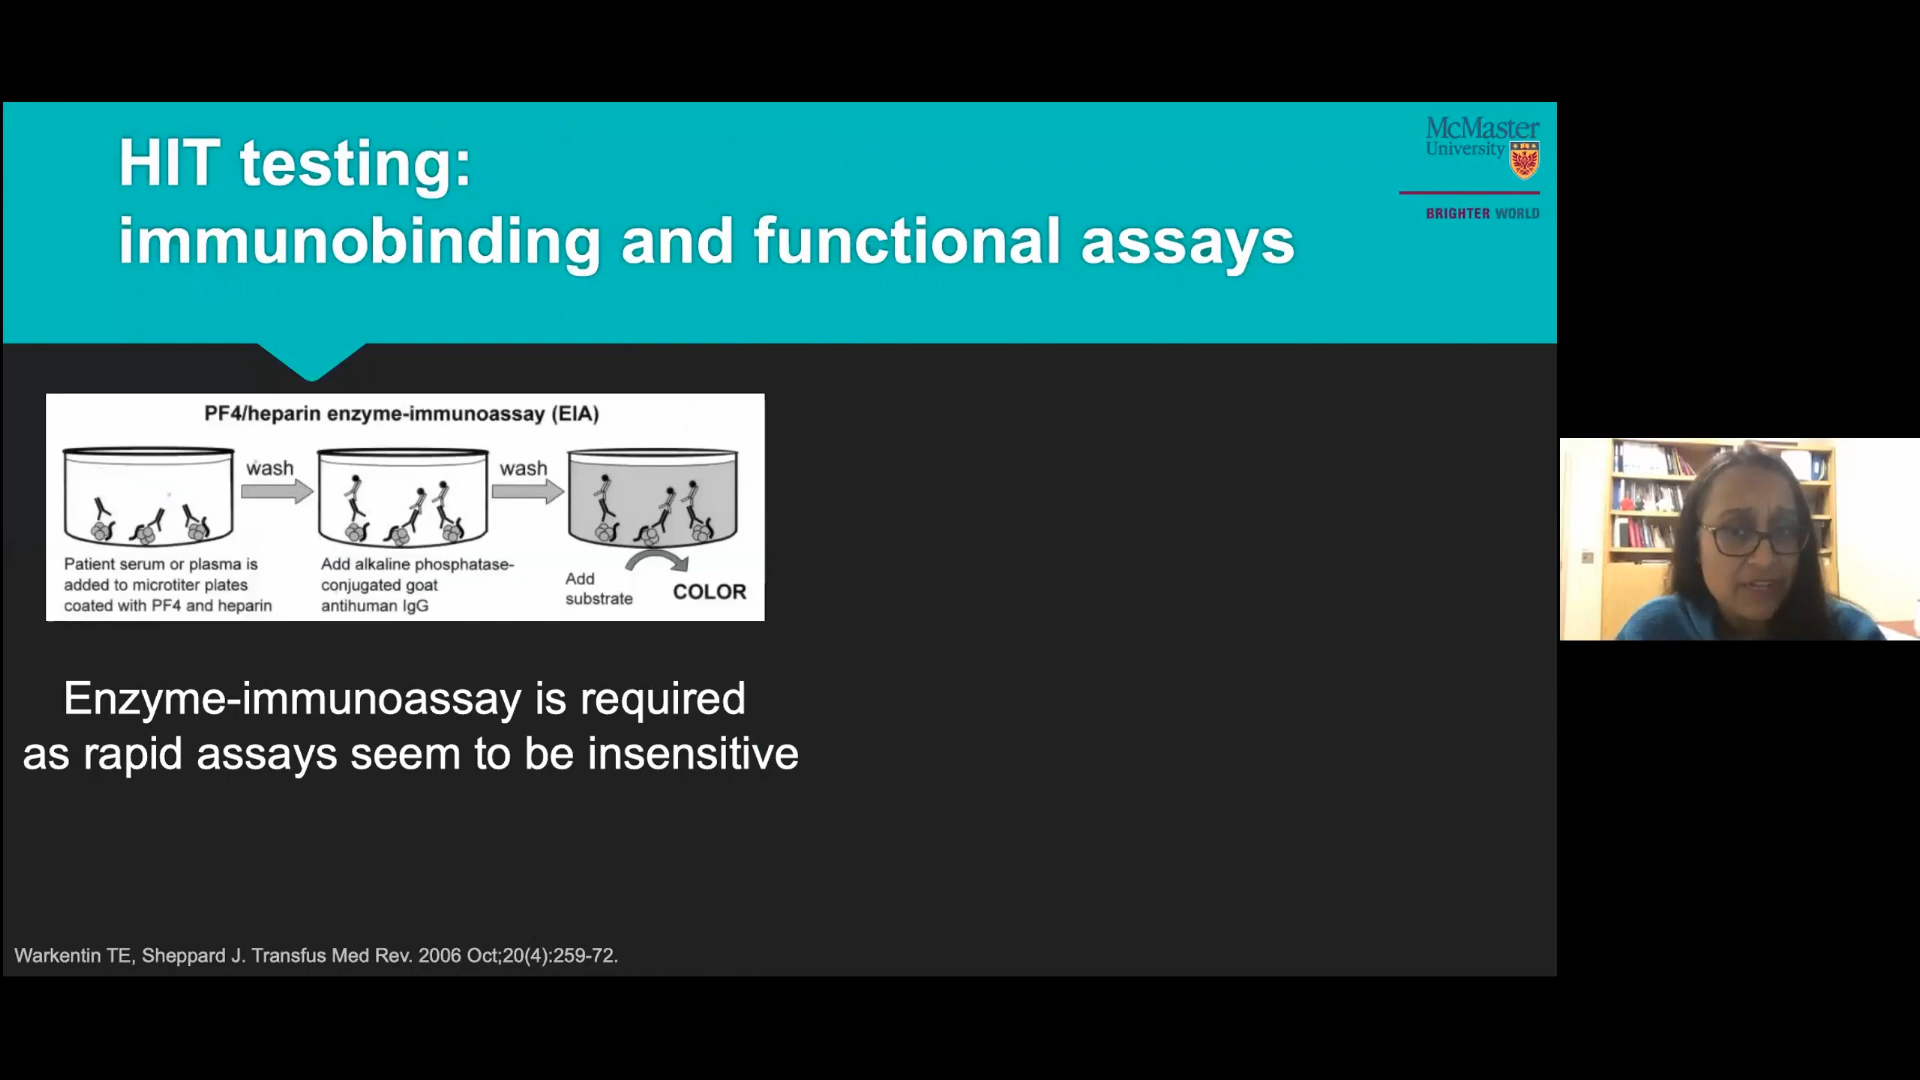 HIT testing:
immunobinding and functional assays
McMaster
University
BRIGHTER WORLD
PF4/heparin enzyme-immunoassay (EIA)
wash
wash
Patient serum or plasma is
added to microtiter plates
coated with PF4 and heparin
Add alkaline phosphatase-
conjugated goat
antihuman IgG
Add
substrate
COLOR
Enzyme-immunoassay is required
as rapid assays seem to be insensitive
Warkentin TE, Sheppard J. Transfus Med Rev. 2006 Oct;20(4):259-72.